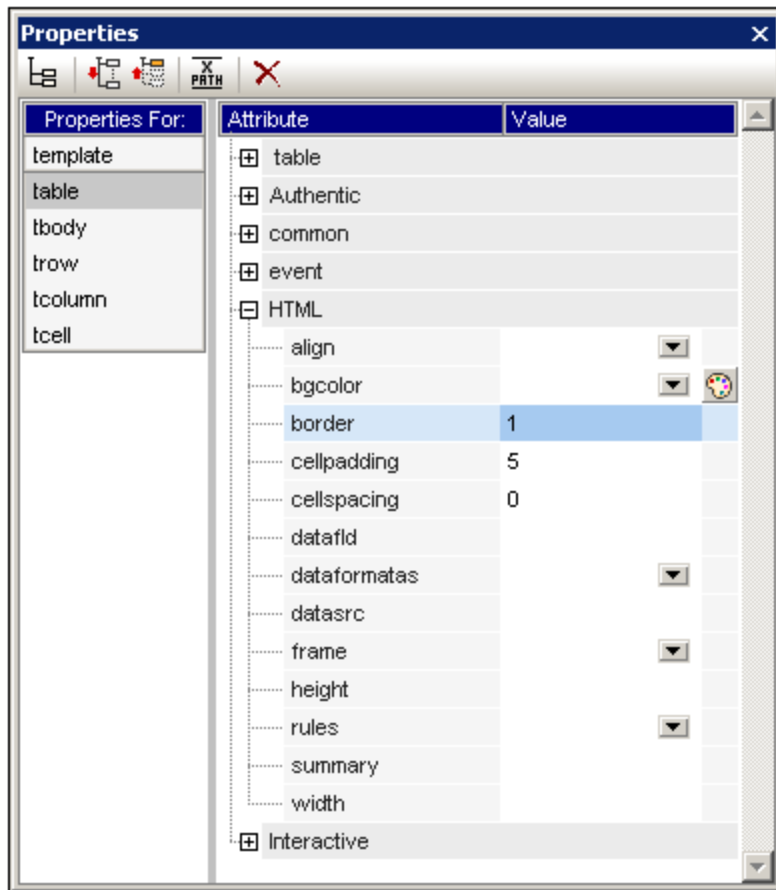 Properties
X
PATH
Properties For:
Attribute Value
template
table
tbody
trow
tcolumn
tcell
table
Authentic
common
event
HTML
align
bgcolor
border 1
cellpadding 5
cellspacing 0
datafld
dataformatas
datasrc
frame
height
rules
summary
width
Interactive